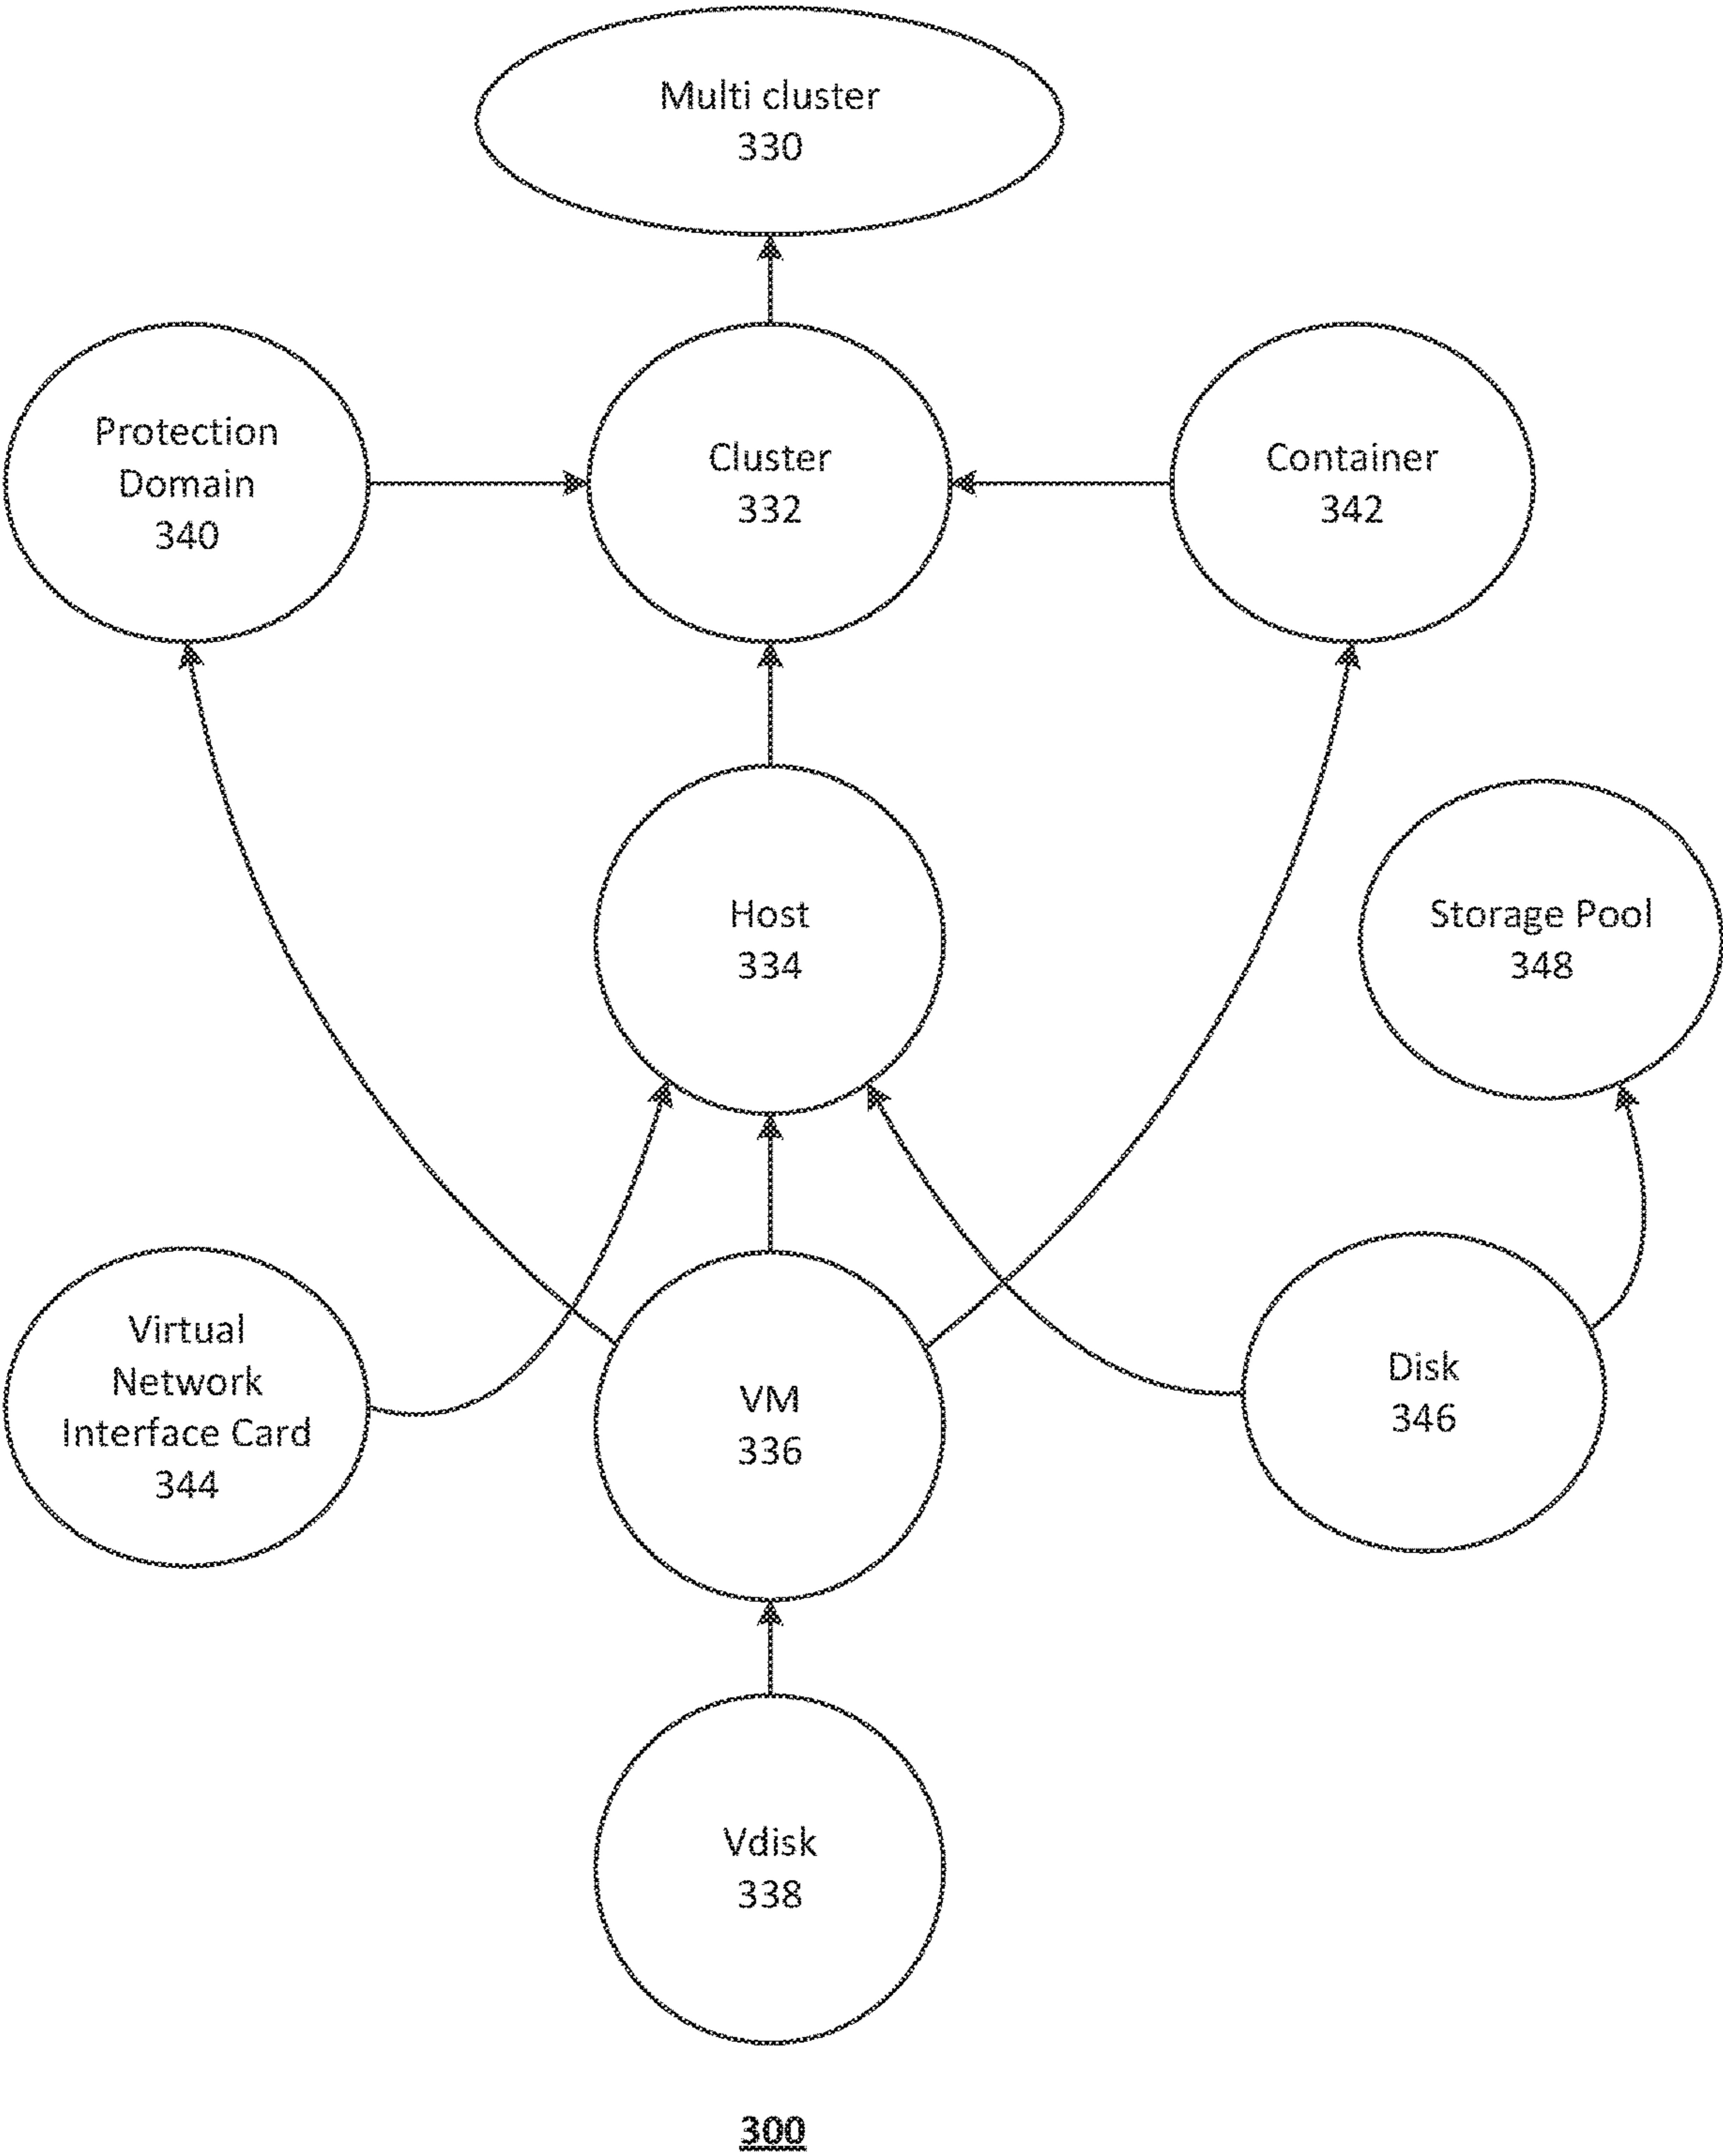 Multi cluster
330
Protection
Domain
340
Cluster
332
Container
342
Host
334
Storage Pool
348
Virtual
Network
Interface Card
344
VM
336
Disk
346
Vdisk
338
300